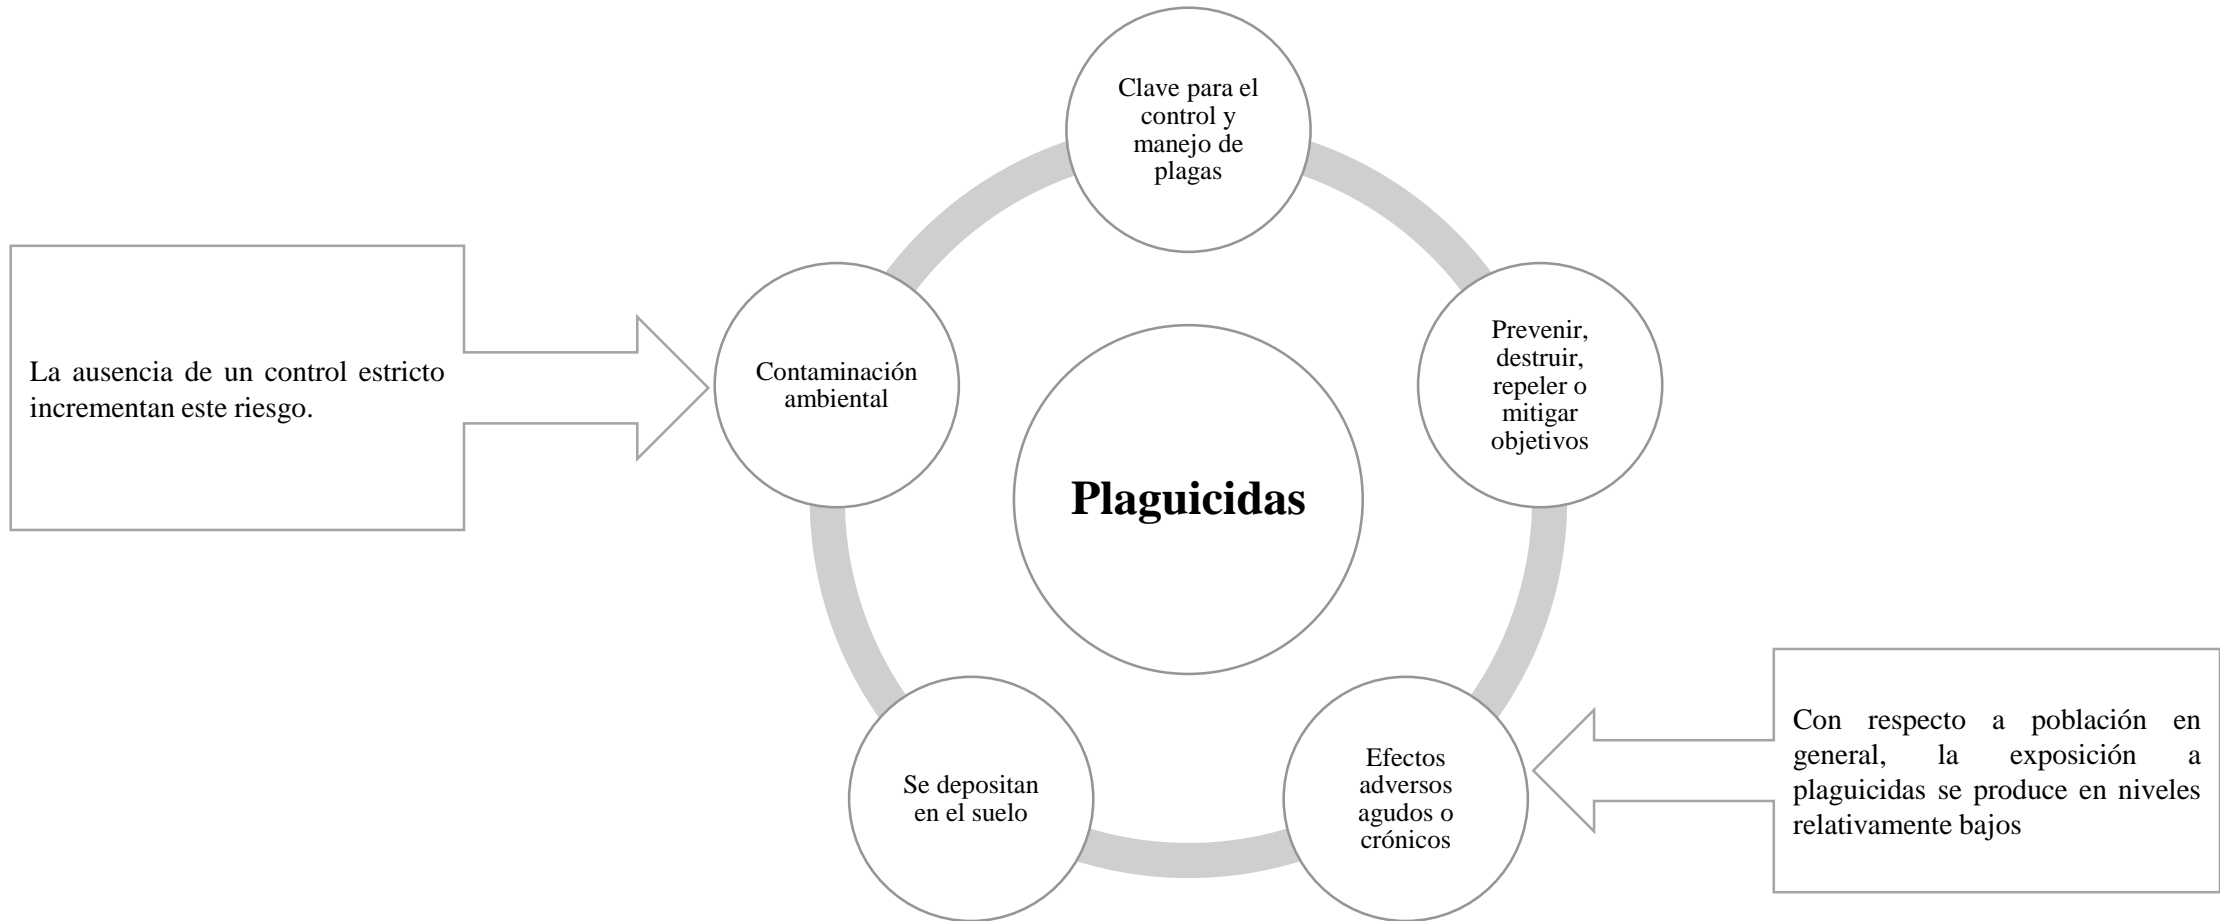 Clave para el
control y
manejo de
plagas
Prevenir,
destruir,
repeler o
mitigar
objetivos
Efectos
adversos
agudos o
crónicos
Se depositan
en el suelo
Contaminación
ambiental
Plaguicidas
La ausencia de un control estricto
incrementan este riesgo.
Con respecto a población en
general, la exposición a
plaguicidas se produce en niveles
relativamente bajos